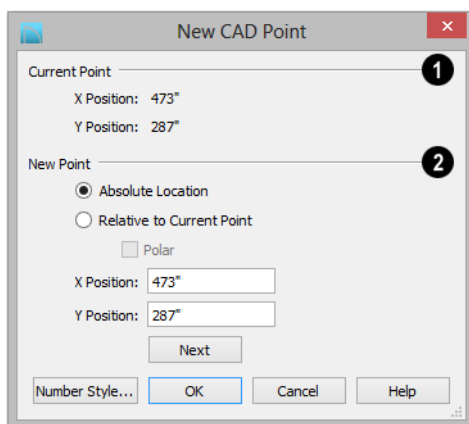 New CAD Point
×
Current Point
1
X Position: 473"
Y Position: 287"
New Point
2
Absolute Location
Relative to Current Point
Polar
X Position: 473"
Y Position: 287"
Next
Number Style... OK Cancel Help